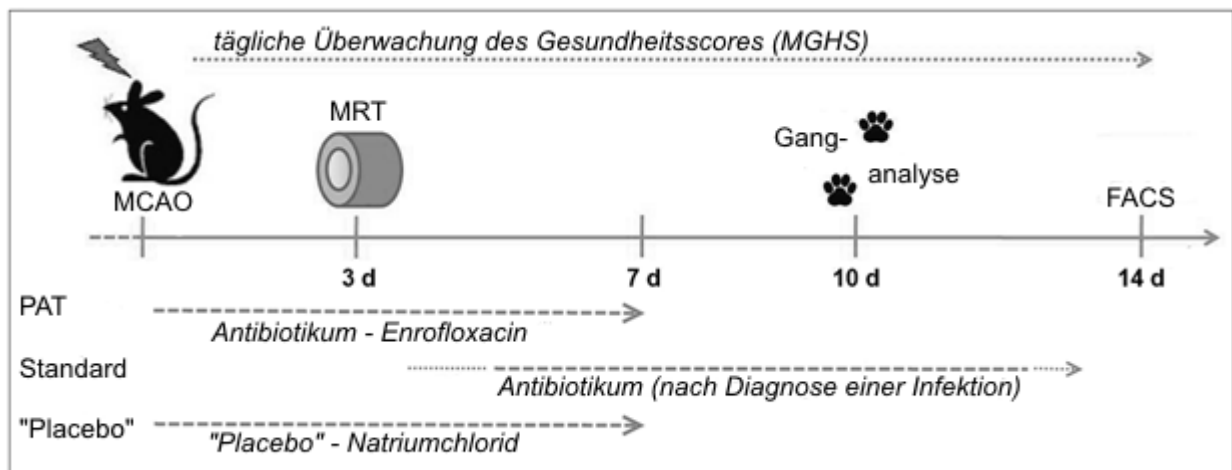 tägliche Überwachung des Gesundheitsscores (MGHS)
MRT
Gang-
analyse
MCAO
FACS
3 d
7 d
10 d
14 d
PAT
Antibiotikum - Enrofloxacin
Standard
Antibiotikum (nach Diagnose einer Infektion)
"Placebo"
"Placebo" - Natriumchlorid